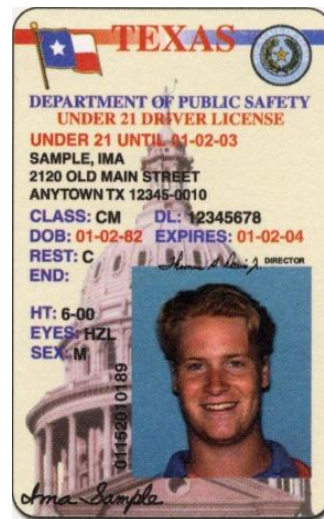 TEXAS
DEPARTMENT OF PUBLIC SAFETY
UNDER 21 DRIVER LICENSE
UNDER 21 UNTIL 01-02-03
SAMPLE, IMA
2120 OLD MAIN STREET
ANYTOWN TX 12345-0010
CLASS: CM DL: 12345678
DOB: 01-02-82 EXPIRES: 01-02-04
REST: C
END:
DIRECTOR
HT: 6-00
EYES: HZL
SEX: M
01152010189
Ima Sample